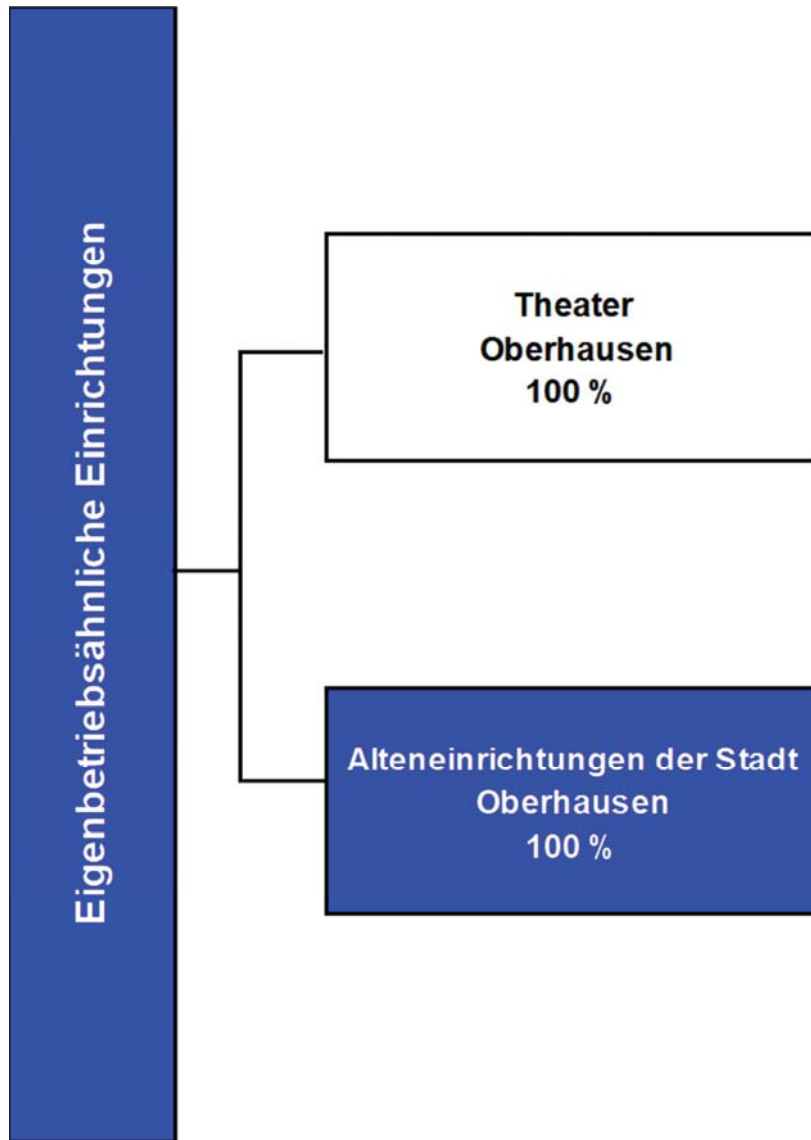 Eigenbetriebsähnliche Einrichtungen
Theater
Oberhausen
100 %
Alteneinrichtungen der Stadt
Oberhausen
100 %